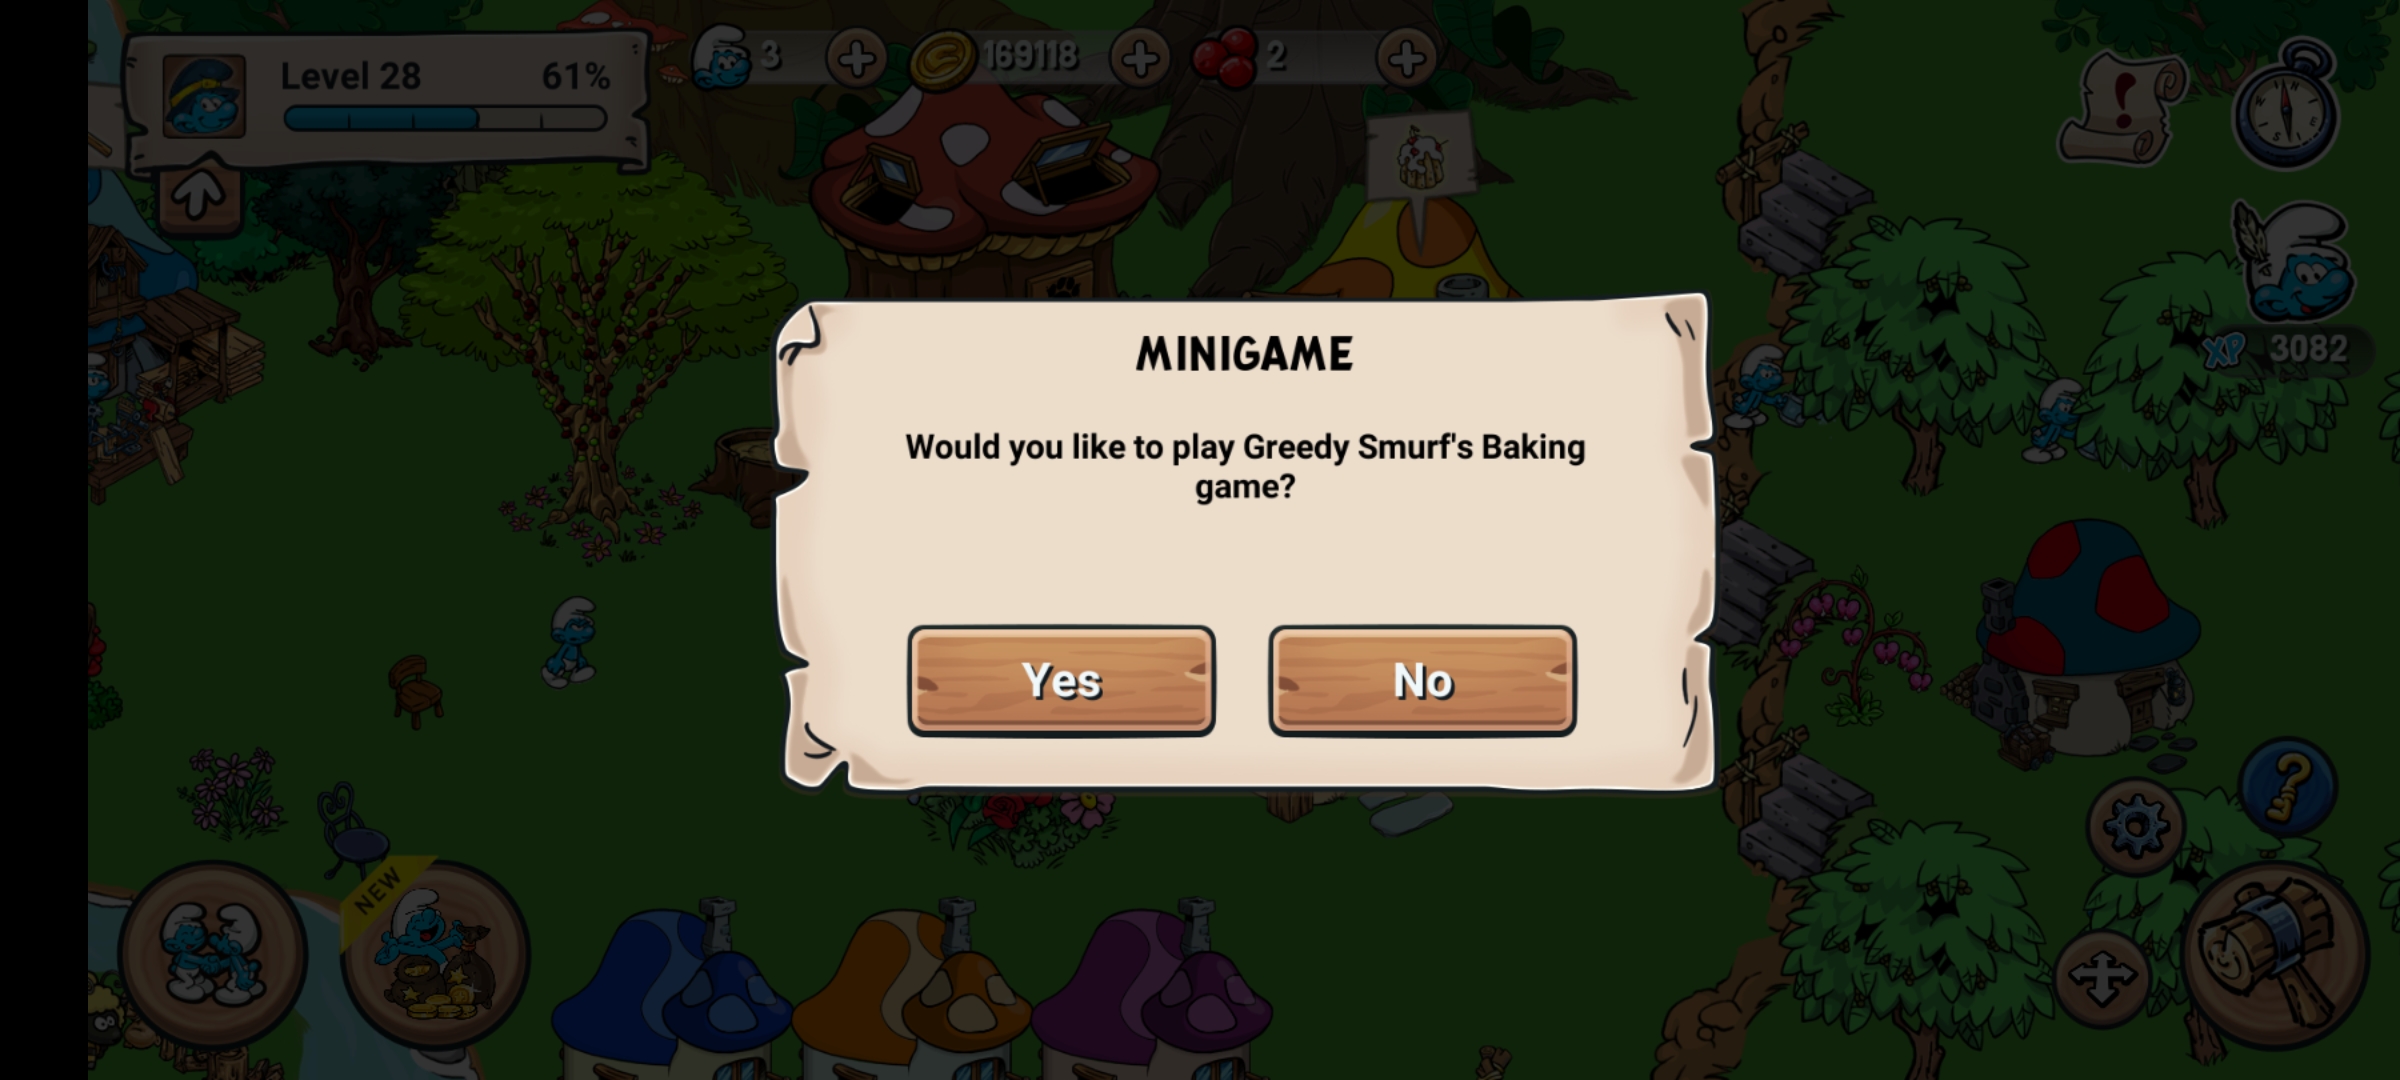 Level 28
61%
3
169118
2
XP 3082
MINIGAME
Would you like to play Greedy Smurf's Baking
game?
Yes
No
NEW